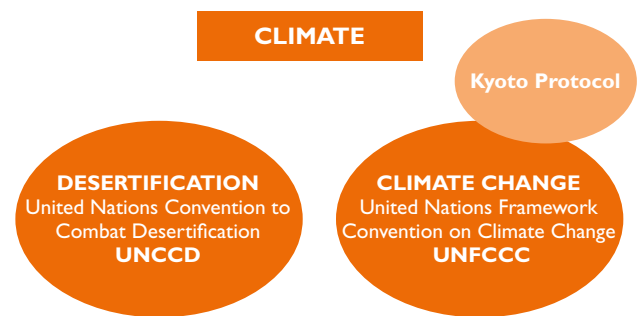 CLIMATE
Kyoto Protocol
DESERTIFICATION
United Nations Convention to
Combat Desertification
UNCCD
CLIMATE CHANGE
United Nations Framework
Convention on Climate Change
UNFCCC